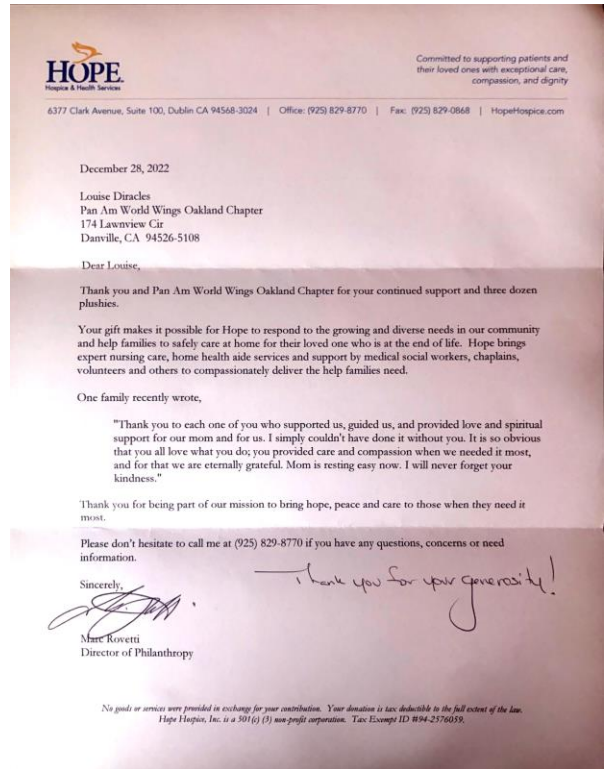 HOPE
Hospice & Health Services
Committed to supporting patients and
their loved ones with exceptional care,
compassion, and dignity
6377 Clark Avenue, Suite 100, Dublin CA 94568-3024 | Office: (925) 829-8770 | Fax: (925) 829-0868 | HopeHospice.com
December 28, 2022
Louise Diracles
Pan Am World Wings Oakland Chapter
174 Lawnview Cir
Danville, CA 94526-5108
Dear Louise,
Thank you and Pan Am World Wings Oakland Chapter for your continued support and three dozen
plushies.
Your gift makes it possible for Hope to respond to the growing and diverse needs in our community
and help families to safely care at home for their loved one who is at the end of life. Hope brings
expert nursing care, home health aide services and support by medical social workers, chaplains,
volunteers and others to compassionately deliver the help families need.
One family recently wrote,
"Thank you to each one of you who supported us, guided us, and provided love and spiritual
support for our mom and for us. I simply couldn't have done it without you. It is so obvious
that you all love what you do; you provided care and compassion when we needed it most,
and for that we are eternally grateful. Mom is resting easy now. I will never forget your
kindness."
Thank you for being part of our mission to bring hope, peace and care to those when they need it
most.
Please don't hesitate to call me at (925) 829-8770 if you have any questions, concerns or need
information.
Sincerely,
Thank you for your generosity!
Marc Rovetti
Director of Philanthropy
No goods or services were provided in exchange for your contribution. Your donation is tax deductible to the full extent of the law.
Hope Hospice, Inc. is a 501(c) (3) non-profit corporation. Tax Exempt ID #94-2576059.